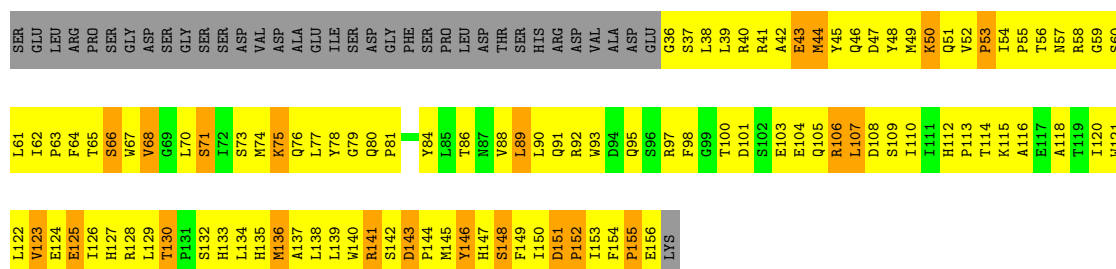 SER GLU LEU ARG PRO SER GLY ASP SER GLY SER SER ASP VAL ASP ALA GLU ILE SER ASP GLY PHE SER PRO LEU ASP THR SER HIS ARG ASP VAL ALA ASP GLU G36 S37 L38 L39 R40 R41 A42 E43 M44 Y45 Q46 D47 Y48 M49 K50 Q51 V52 P53 I54 P55 T56 N57 R58 G59 S60
L61 I62 P63 F64 T65 S66 W67 V68 G69 L70 S71 I72 S73 M74 K75 Q76 L77 Y78 G79 Q80 P81 Y84 L85 T86 N87 V88 L89 L90 Q91 R92 W93 D94 Q95 S96 R97 F98 G99 T100 D101 S102 E103 E104 Q105 R106 L107 D108 S109 I110 I111 H112 P113 T114 K115 A116 E117 A118 T119 I120 W121
L122 V123 E124 E125 I126 H127 R128 L129 T130 P131 S132 H133 L134 H135 M136 A137 L138 L139 W140 R141 S142 D143 P144 M145 Y146 H147 S148 F149 I150 D151 P152 I153 F154 P155 E156 LYS